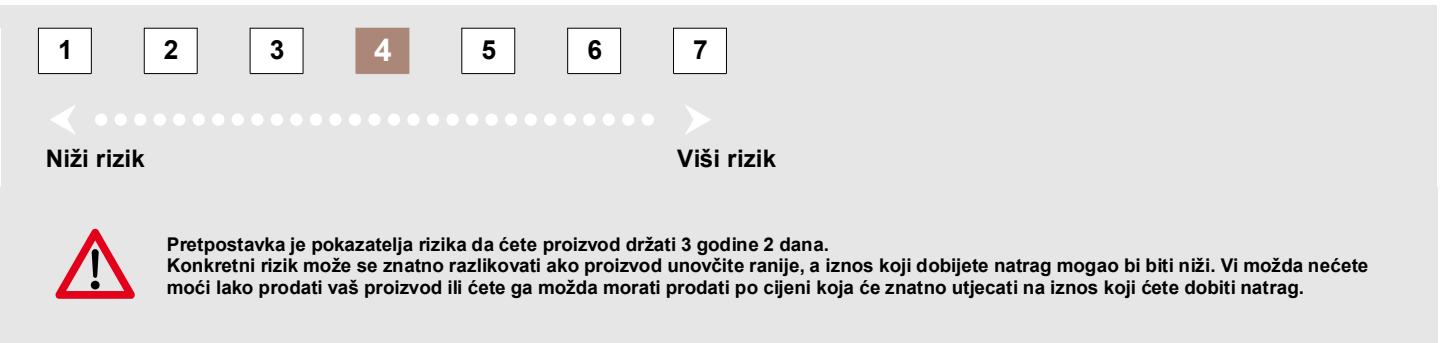 1 2 3 4 5 6 7
Niži rizik Viši rizik
Pretpostavka je pokazatelja rizika da ćete proizvod držati 3 godine 2 dana.
Konkretni rizik može se znatno razlikovati ako proizvod unovčite ranije, a iznos koji dobijete natrag mogao bi biti niži. Vi možda nećete
moći lako prodati vaš proizvod ili ćete ga možda morati prodati po cijeni koja će znatno utjecati na iznos koji ćete dobiti natrag.